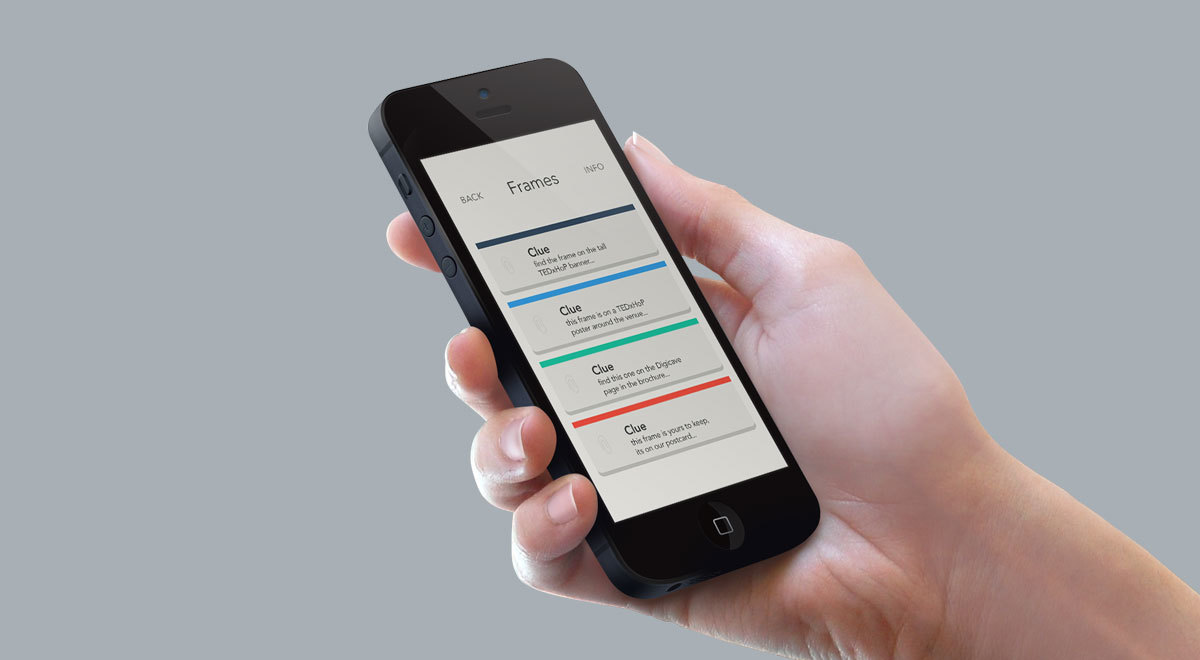 BACK Frames INFO
Clue
find the frame on the tall
TEDxHoP banner...
Clue
this frame is on a TEDxHoP
poster around the venue...
Clue
find this one on the Digicave
page in the brochure...
Clue
this frame is yours to keep,
its on our postcard...